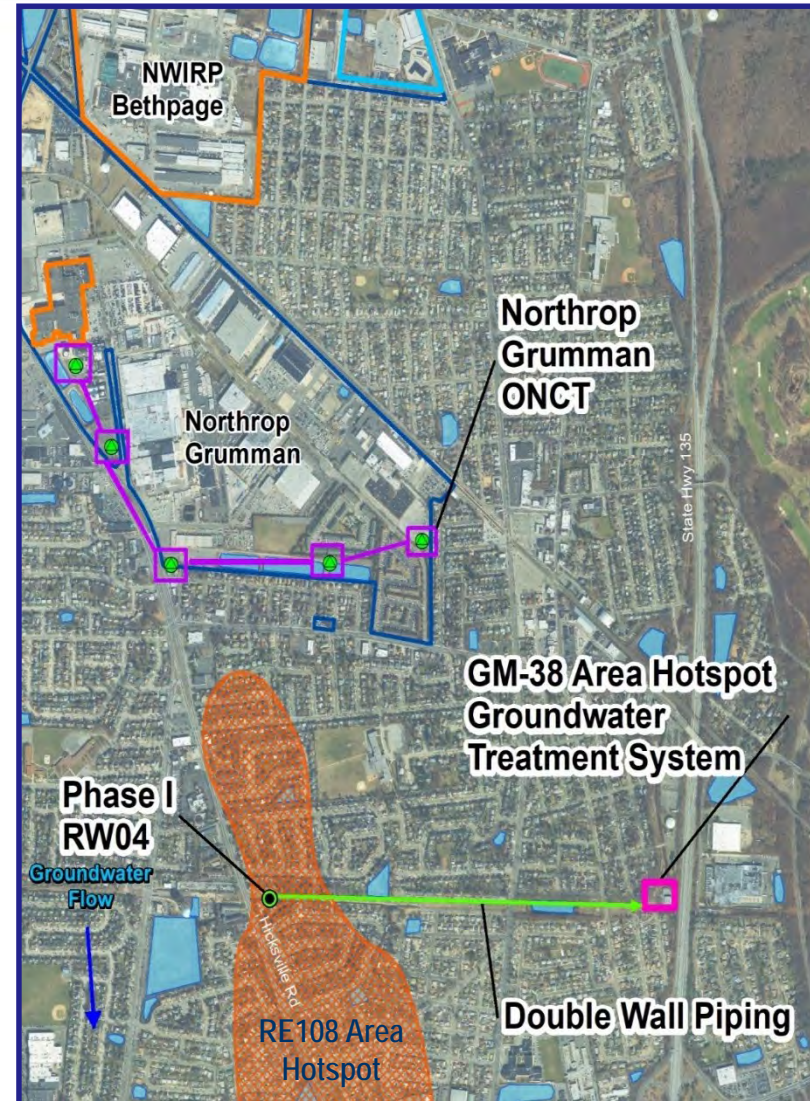 NWIRP
Bethpage
Northrop
Grumman
ONCT
Northrop
Grumman
State Hwy 135
GM-38 Area Hotspot
Groundwater
Treatment System
Phase I
RW04
Groundwater
Flow
Hicksville Rd
Double Wall Piping
RE108 Area
Hotspot